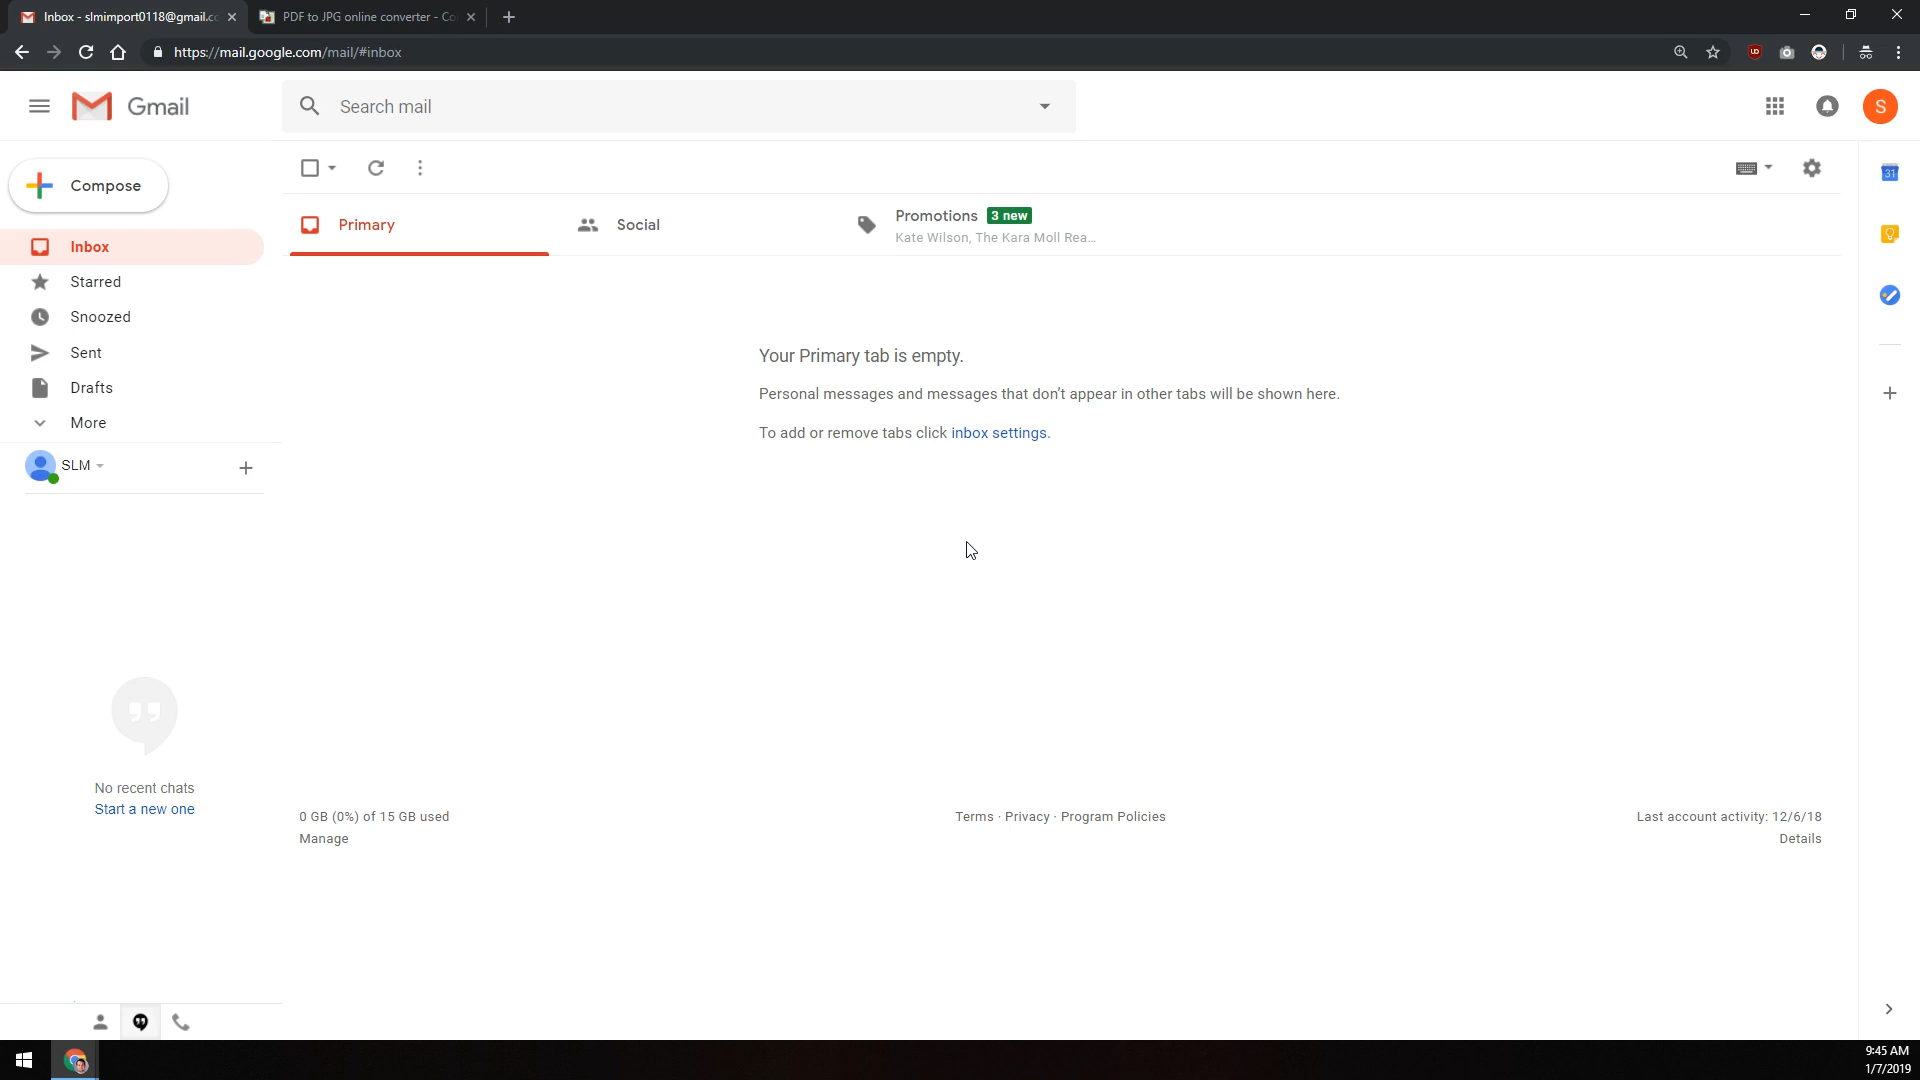 Inbox - slmimport0118@gmail.c
PDF to JPG online converter - Co
https://mail.google.com/mail/#inbox
Gmail
Search mail
S
Compose
31
Primary
Social
Promotions 3 new
Kate Wilson, The Kara Moll Rea...
Inbox
Starred
Snoozed
Sent
Drafts
More
SLM
Your Primary tab is empty.
Personal messages and messages that don't appear in other tabs will be shown here.
To add or remove tabs click inbox settings.
No recent chats
Start a new one
0 GB (0%) of 15 GB used
Manage
Terms · Privacy · Program Policies
Last account activity: 12/6/18
Details
9:45 AM
1/7/2019